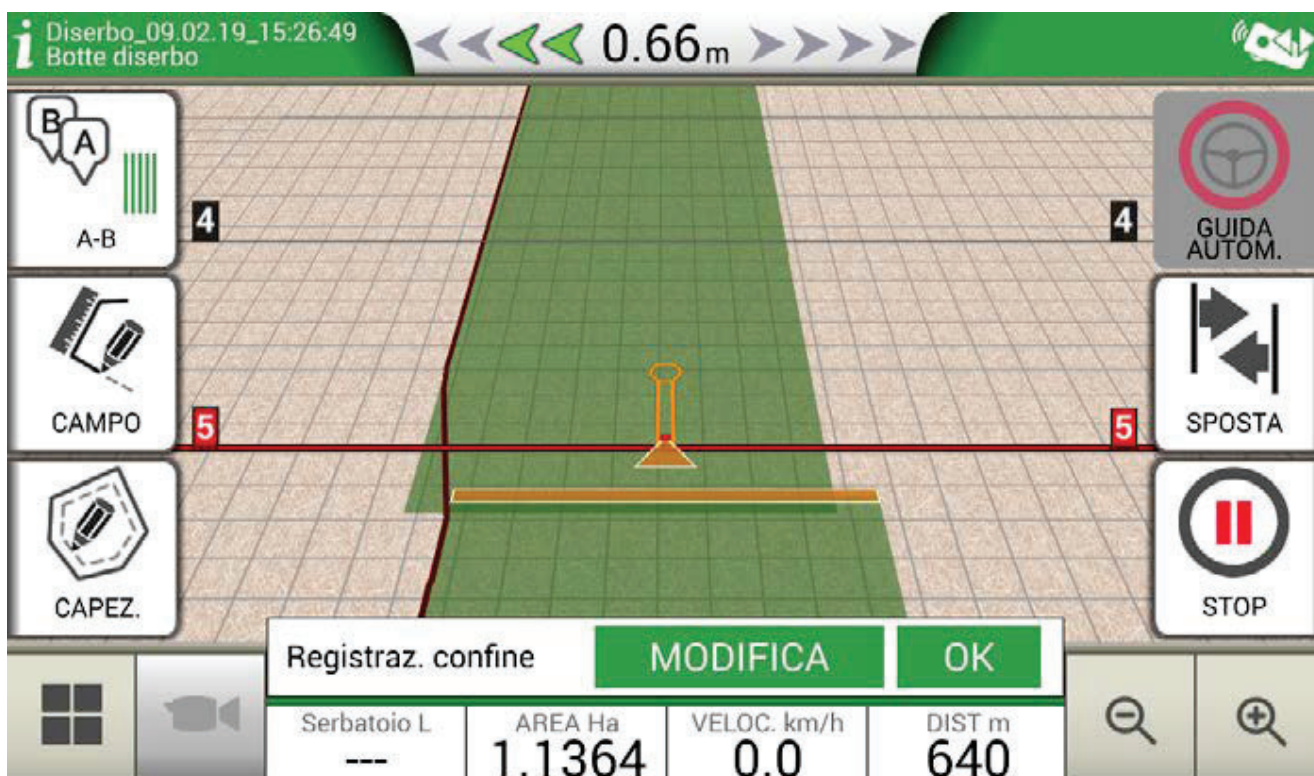 Diserbo_09.02.19_15:26:49
Botte diserbo
0.66m
B
A
A-B
4
4
GUIDA
AUTOM.
CAMPO
5
5
SPOSTA
CAPEZ.
STOP
Registraz. confine
MODIFICA
OK
Serbatoio L
AREA Ha
VELOC. km/h
DIST m
---
1.1364
0.0
640